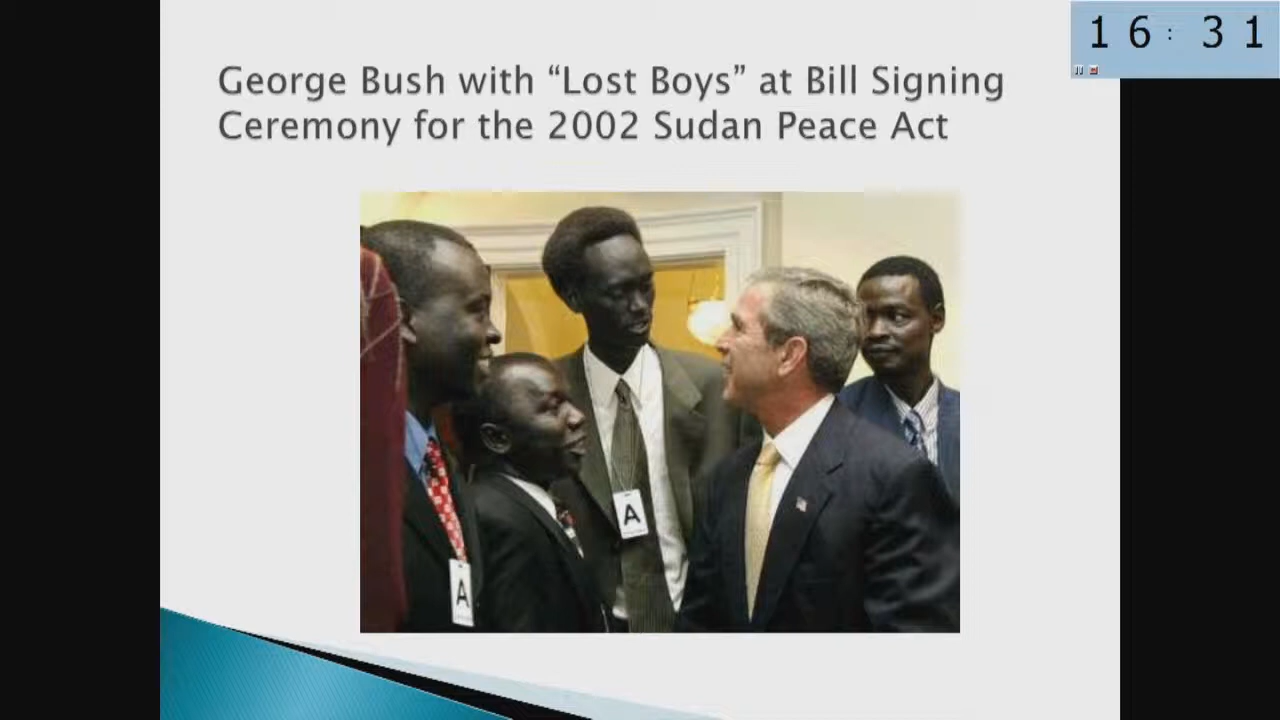 16:31
George Bush with “Lost Boys” at Bill Signing
Ceremony for the 2002 Sudan Peace Act
A
A